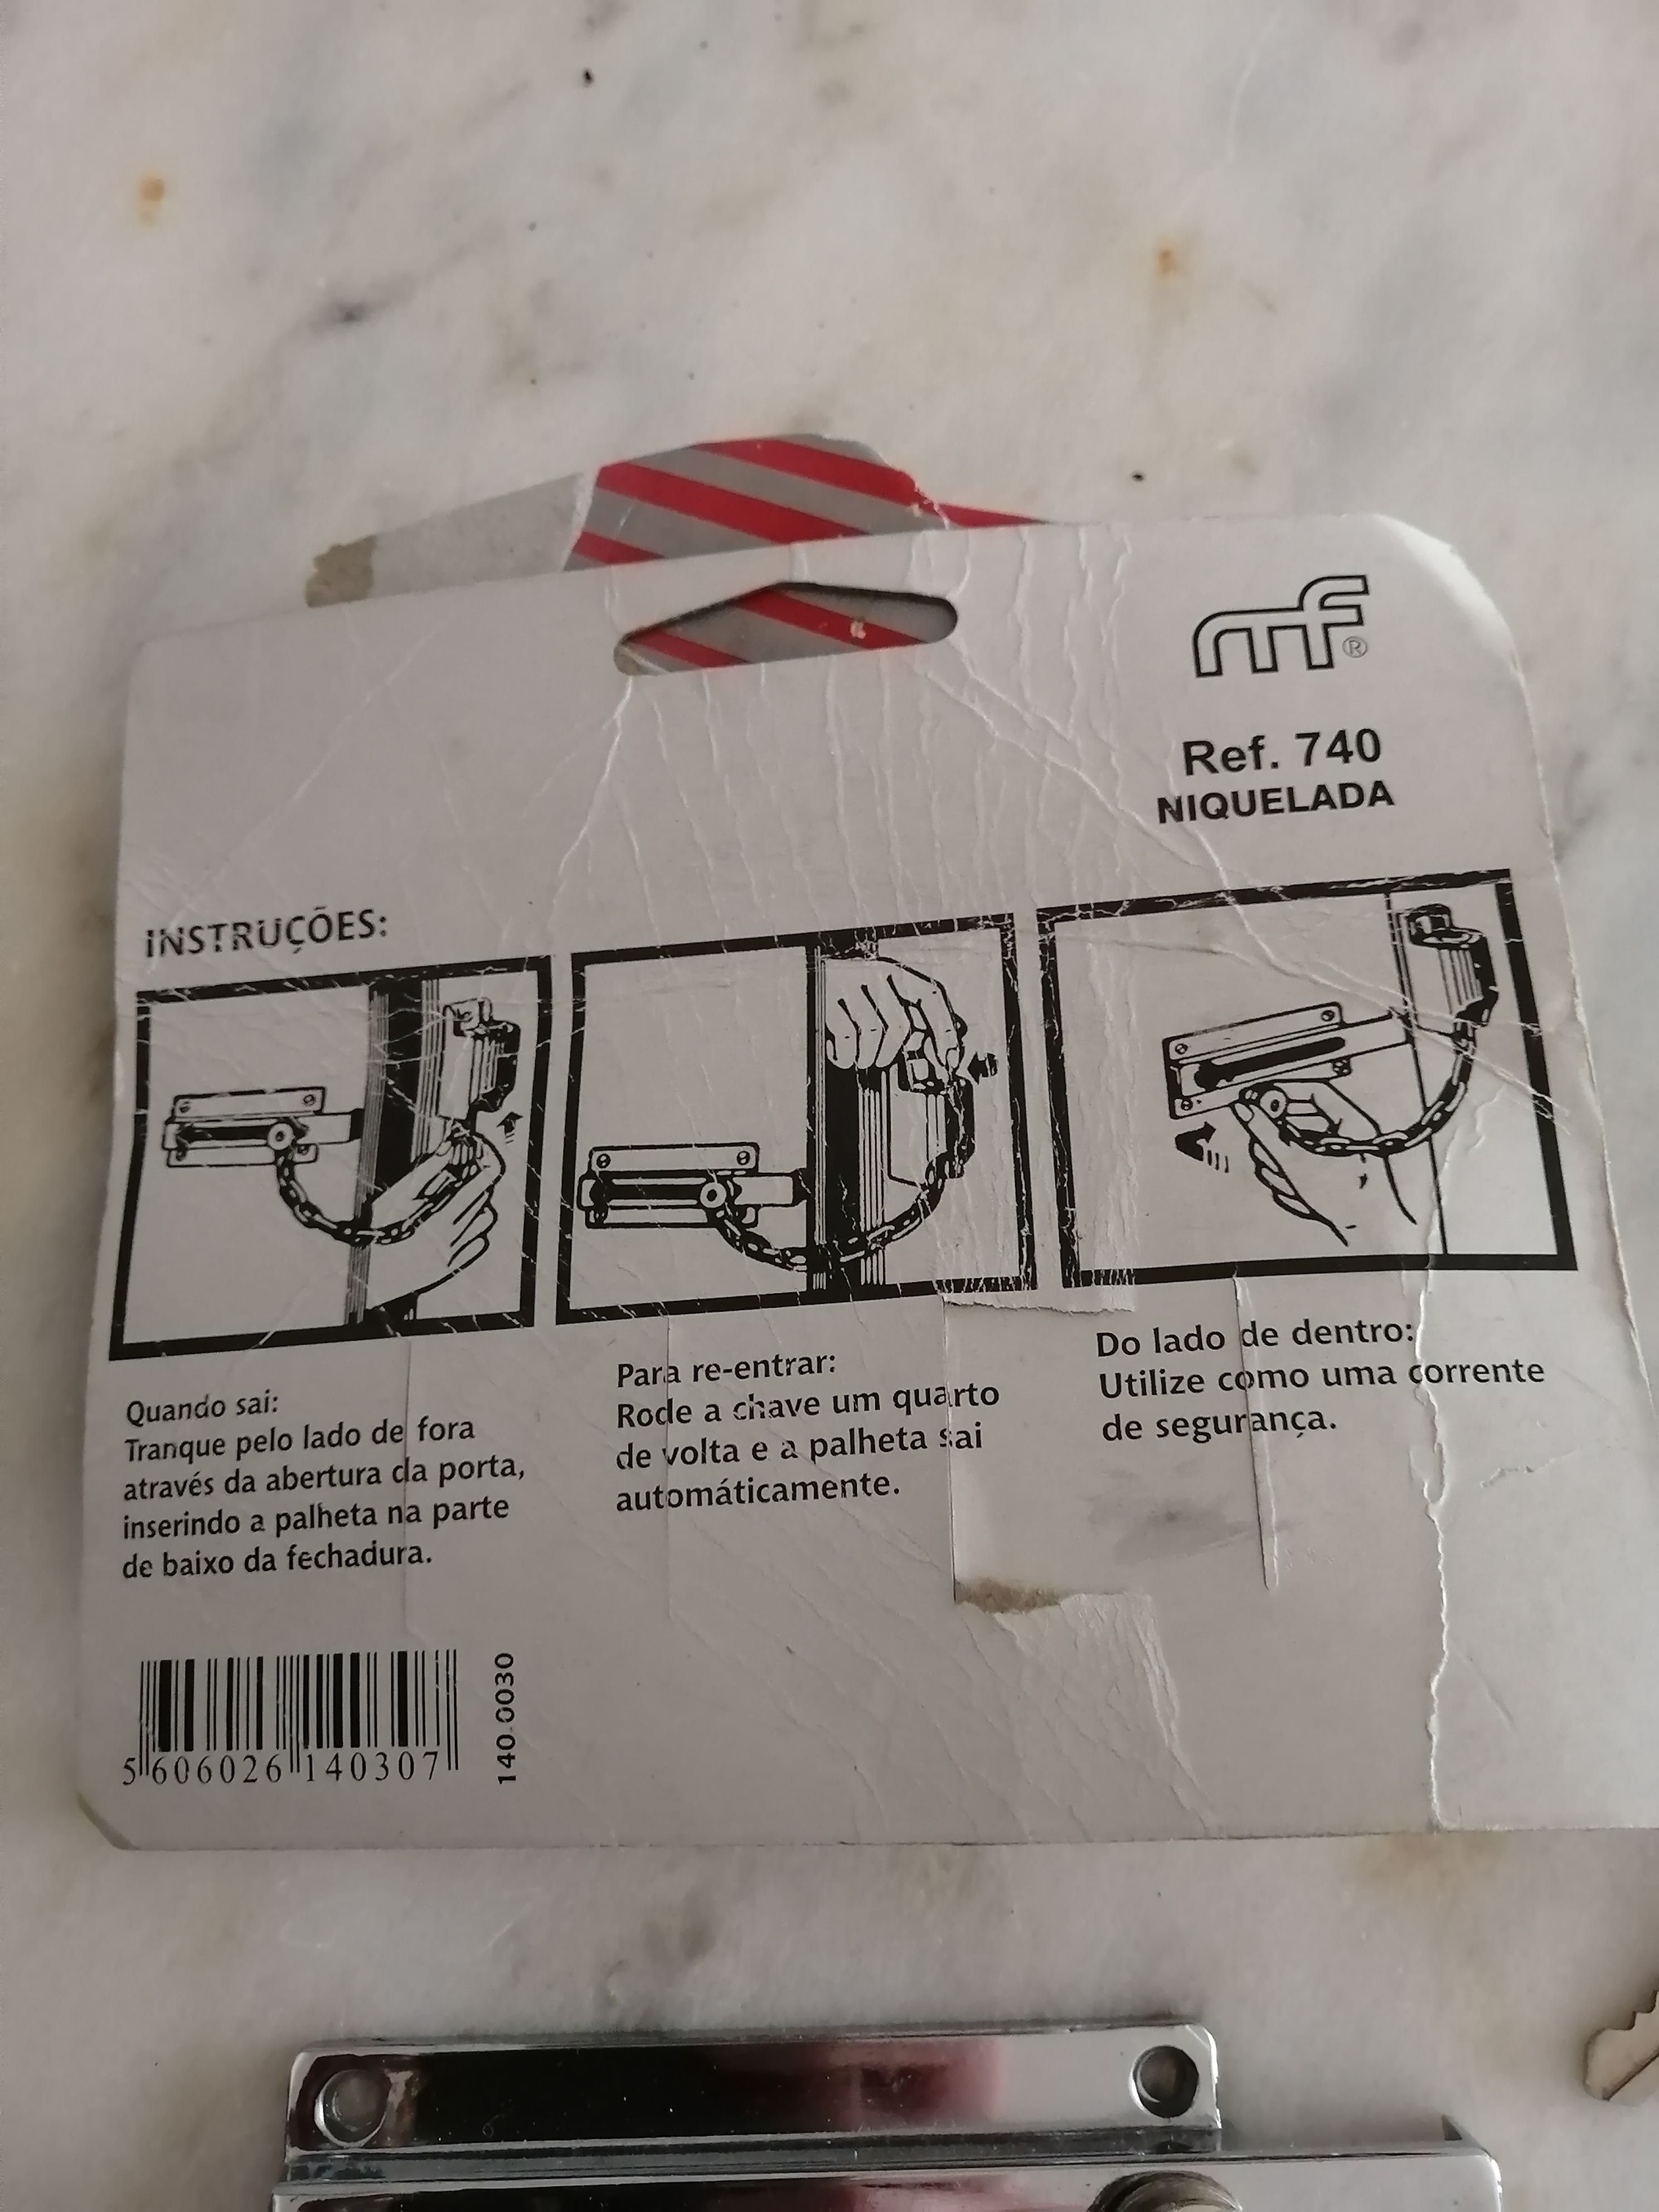 mf®
Ref. 740
NIQUELADA
INSTRUÇÕES:
Quando sai:
Tranque pelo lado de fora
através da abertura da porta,
inserindo a palheta na parte
de baixo da fechadura.
Para re-entrar:
Rode a chave um quarto
de volta e a palheta sai
automáticamente.
Do lado de dentro:
Utilize como uma corrente
de segurança.
5 606026 140307
140.0030